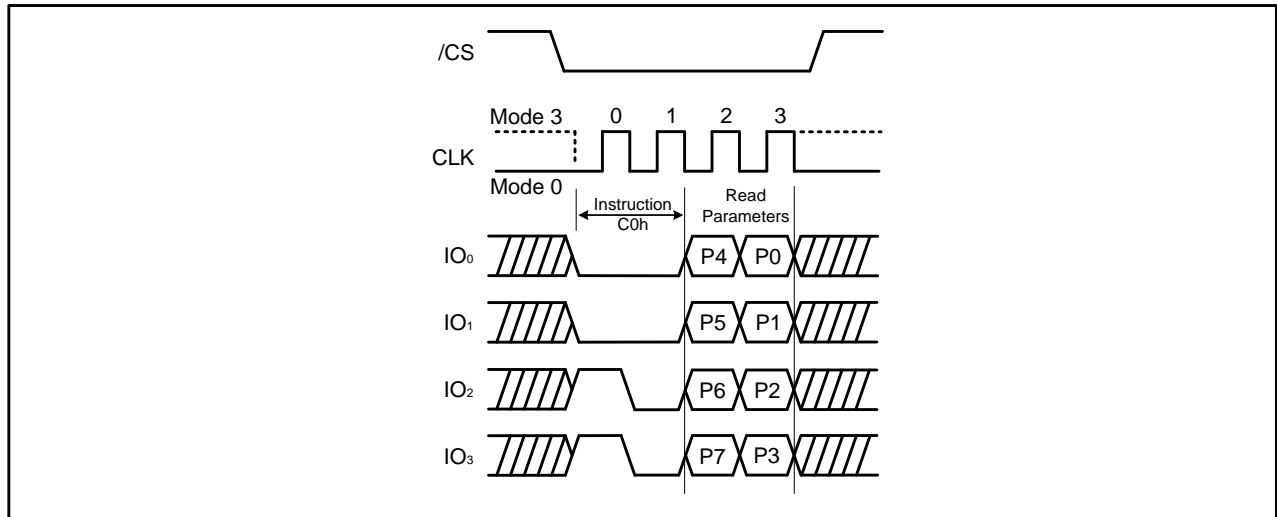 /CS
Mode 3 0 1 2 3
CLK
Mode 0
Instruction
C0h
Read
Parameters
IO₀ P4 P0
IO₁ P5 P1
IO₂ P6 P2
IO₃ P7 P3